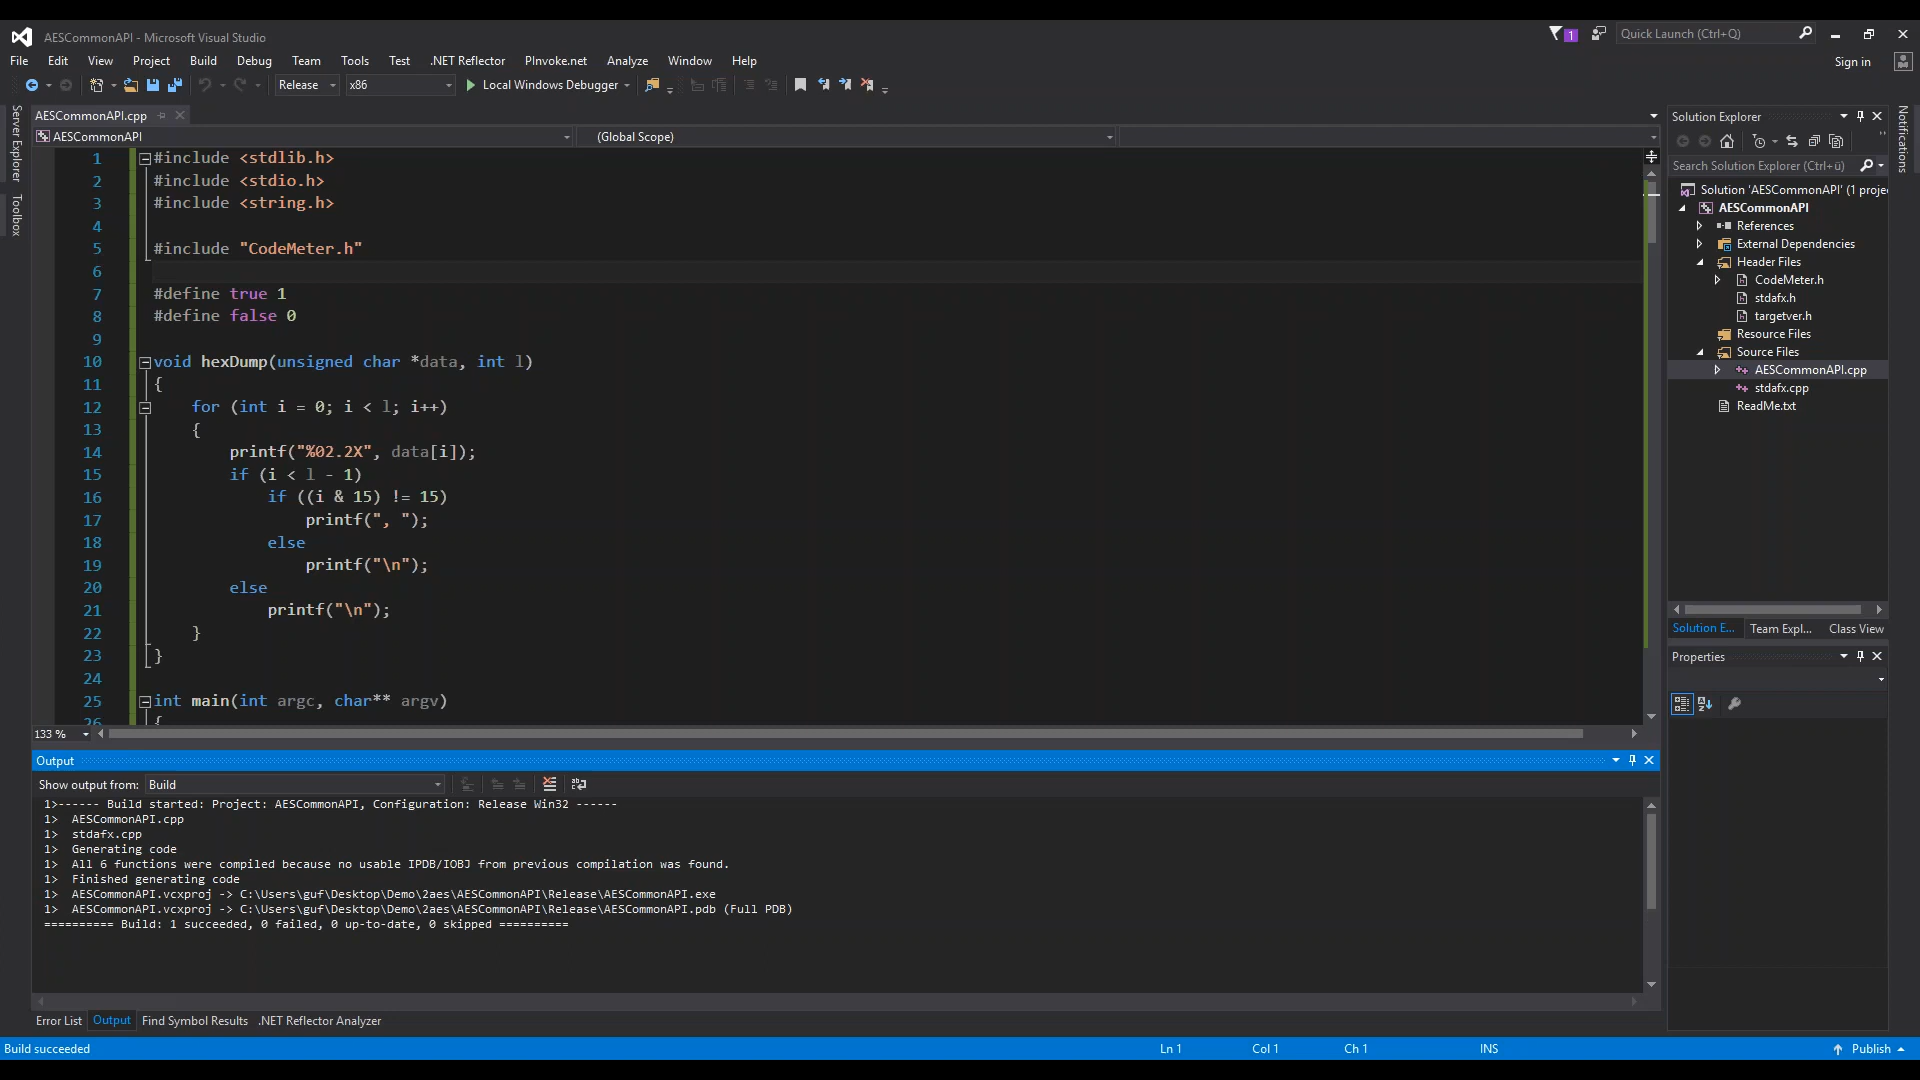 AESCommonAPI - Microsoft Visual Studio
1
Quick Launch (Ctrl+Q)
File Edit View Project Build Debug Team Tools Test .NET Reflector PInvoke.net Analyze Window Help
Sign in
Release x86 Local Windows Debugger
Server Explorer
Toolbox
AESCommonAPI.cpp
AESCommonAPI (Global Scope)
1 #include <stdlib.h>
2 #include <stdio.h>
3 #include <string.h>
4
5 #include "CodeMeter.h"
6
7 #define true 1
8 #define false 0
9
10 void hexDump(unsigned char *data, int l)
11 {
12 for (int i = 0; i < l; i++)
13 {
14 printf("%02.2X", data[i]);
15 if (i < l - 1)
16 if ((i & 15) != 15)
17 printf(", ");
18 else
19 printf("\n");
20 else
21 printf("\n");
22 }
23 }
24
25 int main(int argc, char** argv)
26 {
133 %
Output
Show output from: Build
1>------ Build started: Project: AESCommonAPI, Configuration: Release Win32 ------
1> AESCommonAPI.cpp
1> stdafx.cpp
1> Generating code
1> All 6 functions were compiled because no usable IPDB/IOBJ from previous compilation was found.
1> Finished generating code
1> AESCommonAPI.vcxproj -> C:\Users\guf\Desktop\Demo\2aes\AESCommonAPI\Release\AESCommonAPI.exe
1> AESCommonAPI.vcxproj -> C:\Users\guf\Desktop\Demo\2aes\AESCommonAPI\Release\AESCommonAPI.pdb (Full PDB)
========== Build: 1 succeeded, 0 failed, 0 up-to-date, 0 skipped ==========
Error List Output Find Symbol Results .NET Reflector Analyzer
Solution Explorer
Search Solution Explorer (Ctrl+ü)
Solution 'AESCommonAPI' (1 projec
AESCommonAPI
References
External Dependencies
Header Files
CodeMeter.h
stdafx.h
targetver.h
Resource Files
Source Files
AESCommonAPI.cpp
stdafx.cpp
ReadMe.txt
Solution E... Team Expl... Class View
Properties
Notifications
Build succeeded Ln 1 Col 1 Ch 1 INS Publish